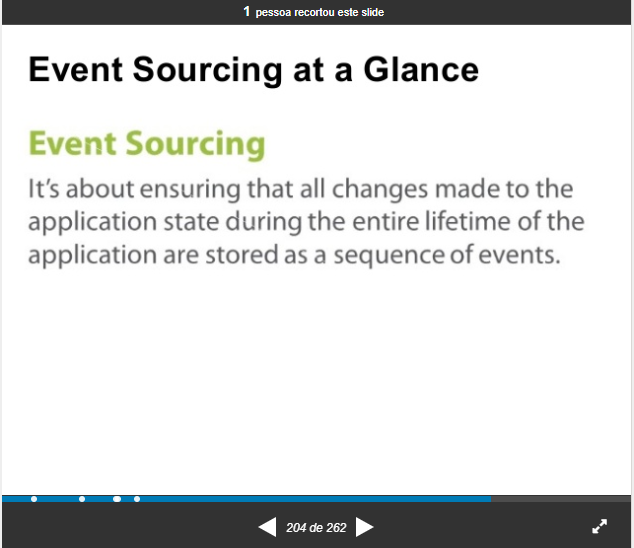 1 pessoa recortou este slide
Event Sourcing at a Glance
Event Sourcing
It's about ensuring that all changes made to the
application state during the entire lifetime of the
application are stored as a sequence of events.
204 de 262